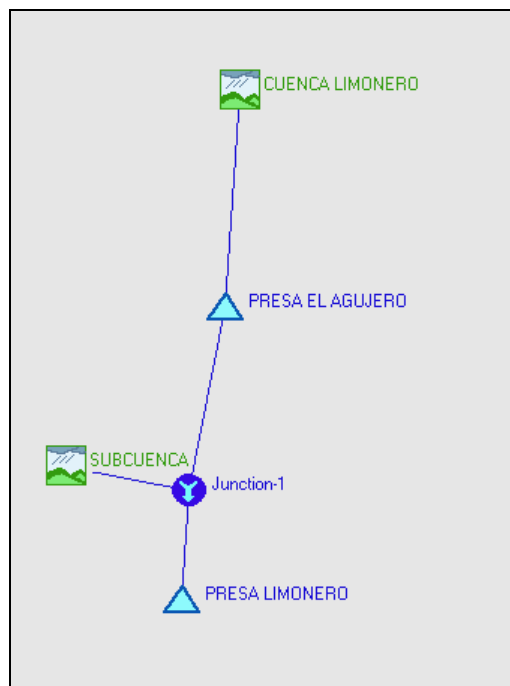 CUENCA LIMONERO
PRESA EL AGUJERO
SUBCUENCA
Junction-1
PRESA LIMONERO